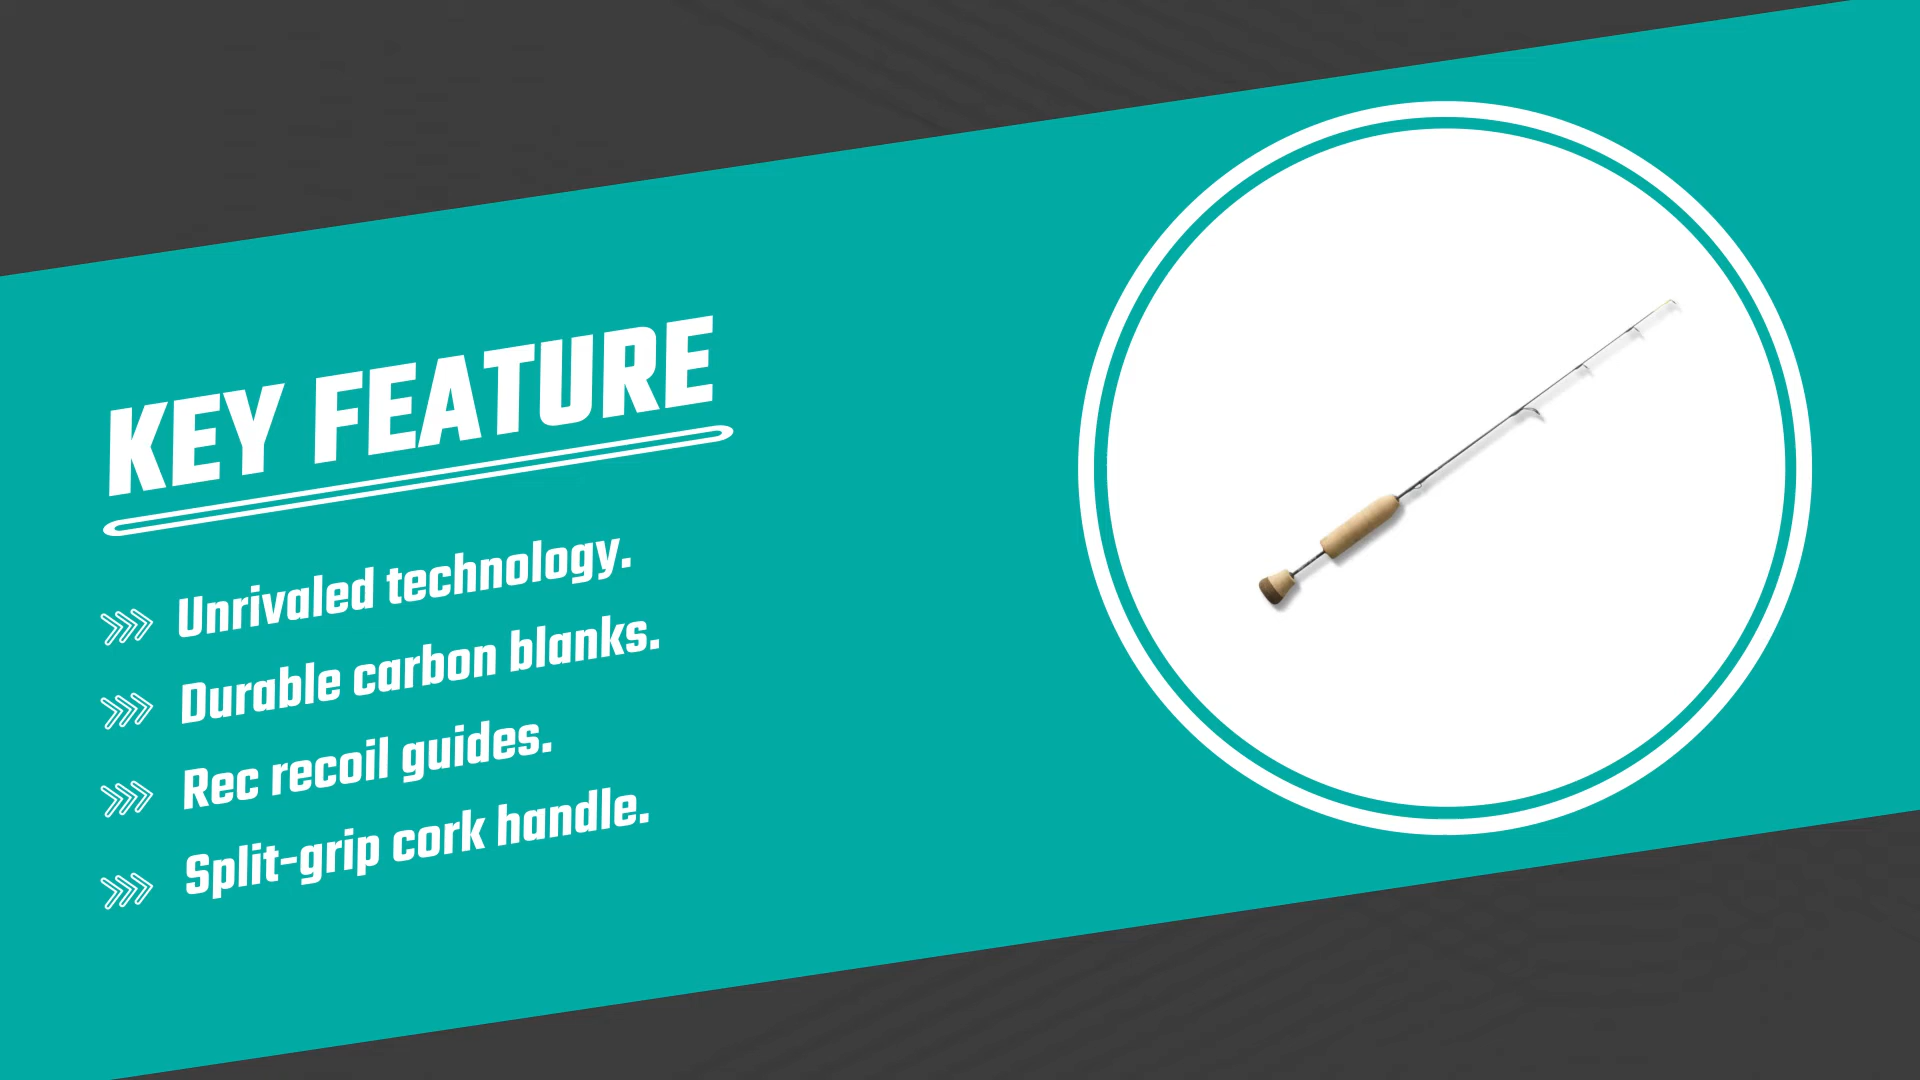 KEY FEATURE
Unrivaled technology.
Durable carbon blanks.
Rec recoil guides.
Split-grip cork handle.